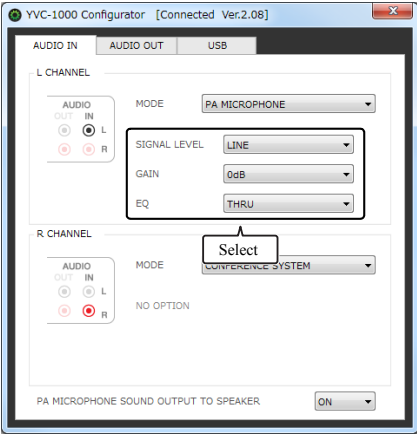 YVC-1000 Configurator [Connected Ver.2.08]
AUDIO IN AUDIO OUT USB
L CHANNEL
AUDIO
OUT IN
L
R
MODE PA MICROPHONE
SIGNAL LEVEL LINE
GAIN 0dB
EQ THRU
Select
R CHANNEL
AUDIO
OUT IN
L
R
MODE CONFERENCE SYSTEM
NO OPTION
PA MICROPHONE SOUND OUTPUT TO SPEAKER ON